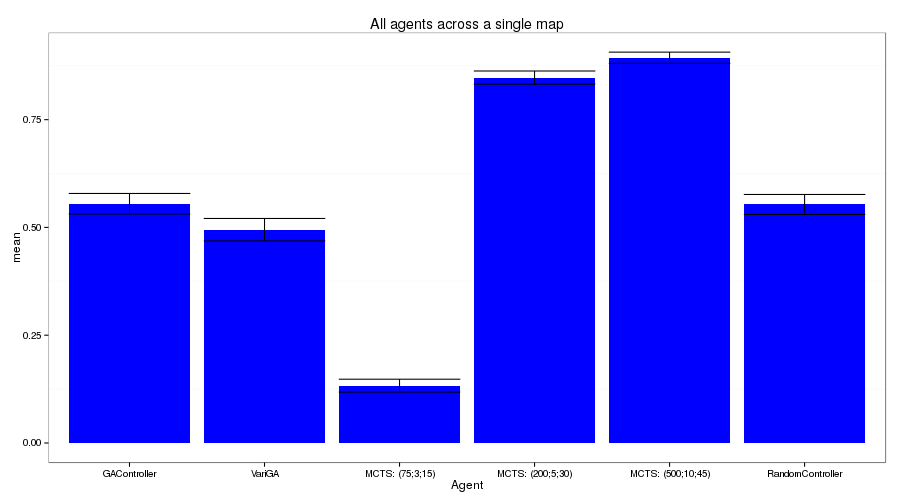 All agents across a single map
mean
0.75
0.50
0.25
0.00
GAController
VariGA
MCTS: (75;3;15)
MCTS: (200;5;30)
MCTS: (500;10;45)
RandomController
Agent